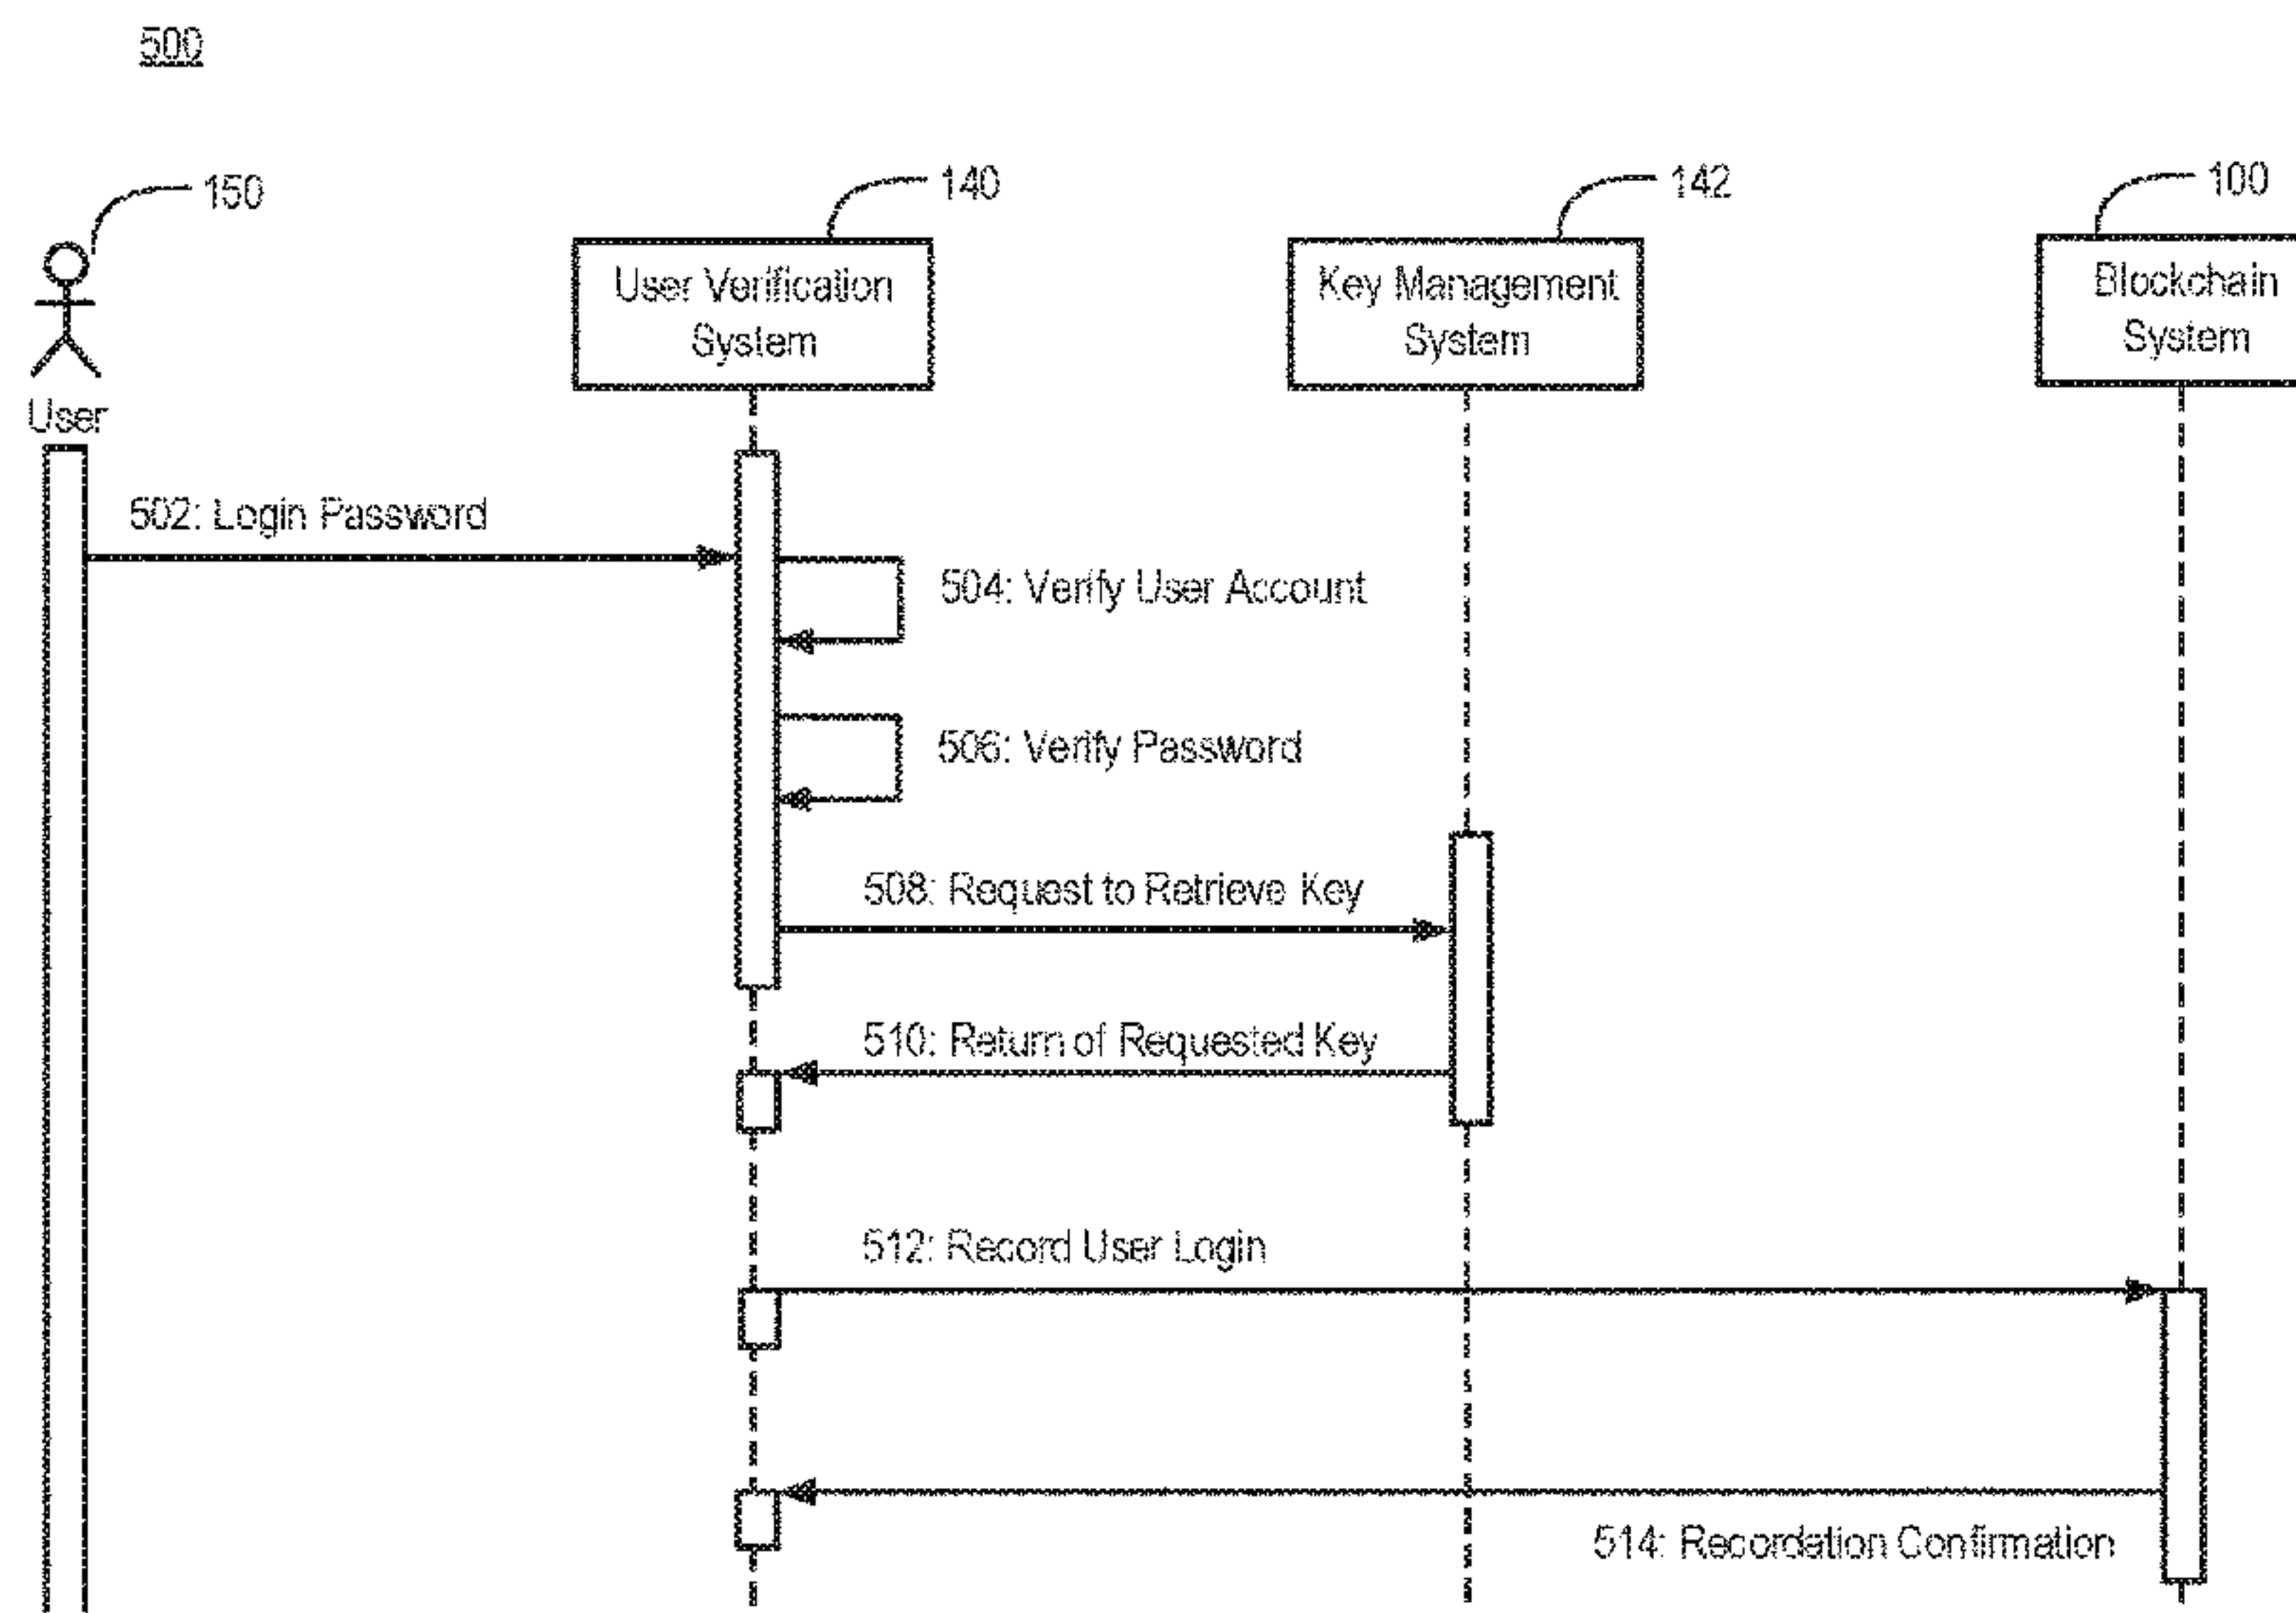 500
150
140
142
100
User Verification
System
Key Management
System
Blockchain
System
User
502: Login Password
504: Verify User Account
506: Verify Password
508: Request to Retrieve Key
510: Return of Requested Key
512: Record User Login
514: Recordation Confirmation